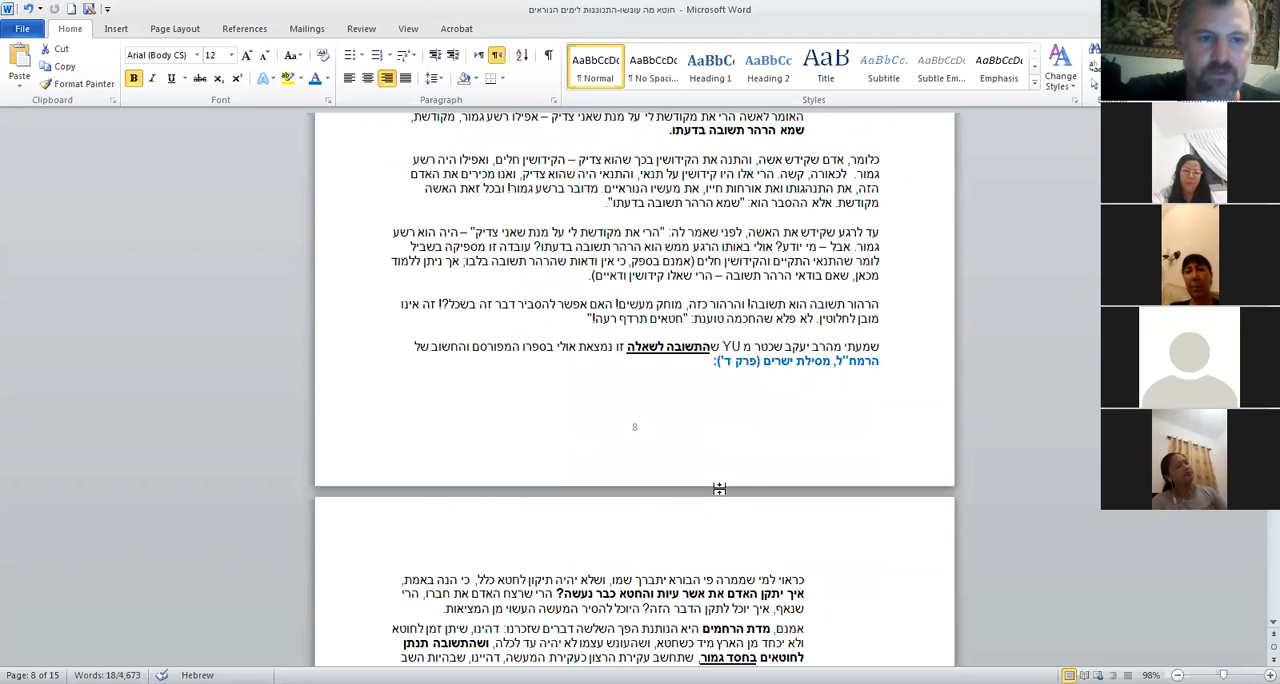 חוטא מה עונשו-התכוננות לימים הנוראים - Microsoft Word
File Home Insert Page Layout References Mailings Review View Acrobat
Paste Cut Copy Format Painter Clipboard
Arial (Body CS) 12 Font
Paragraph
AaBbCc AaBbCc AaBbC AaBbCc AaB AaBbCc. AaBbCc AaBbCc
Normal No Spaci... Heading 1 Heading 2 Title Subtitle Subtle Em... Emphasis
Change Styles
Styles
האומר לאשה הרי את מקודשת לי על מנת שאני צדיק – אפילו רשע גמור, מקודשת,
שמא הרהר תשובה בדעתו.
כלומר, אדם שקידש אשה, והתנה את הקידושין בכך שהוא צדיק – הקידושין חלים, ואפילו היה רשע
גמור. לכאורה, קשה. הרי אלו היו קידושין על תנאי, והתנאי היה שהוא צדיק, ואנו מכירים את האדם
הזה, את התנהגותו ואת אורחות חייו, את מעשיו הנוראיים. מדובר ברשע גמור! ובכל זאת האשה
מקודשת. אלא ההסבר הוא: "שמא הרהר תשובה בדעתו".
עד לרגע שקידש את האשה, לפני שאמר לה: "הרי את מקודשת לי על מנת שאני צדיק" – היה הוא רשע
גמור. אבל – מי יודע? אולי באותו הרגע ממש הוא הרהר תשובה בדעתו? עובדה זו מספיקה בשביל
לומר שהתנאי התקיים והקידושין חלים (אמנם בספק, כי אין ודאות שהרהר תשובה בלבו; אך ניתן ללמוד
מכאן, שאם בודאי הרהר תשובה – הרי שאלו קידושין ודאיים).
הרהור תשובה הוא תשובה! והרהור כזה, מוחק מעשים! האם אפשר להסביר דבר זה בשכל?! זה אינו
מובן לחלוטין. לא פלא שהחכמה טוענת: "חטאים תרדף רעה!"
שמעתי מהרב יעקב שכטר מ YU שהתשובה לשאלה זו נמצאת אולי בספרו המפורסם והחשוב של
הרמח"ל, מסילת ישרים (פרק ד'):
8
כראוי למי שממרה פי הבורא יתברך שמו, ושלא יהיה תיקון לחטא כלל, כי הנה באמת,
איך יתקן האדם את אשר עיות והחטא כבר נעשה? הרי שרצח האדם את חברו, הרי
שנאף, איך יוכל לתקן הדבר הזה? היוכל להסיר המעשה העשוי מן המציאות.
אמנם, מדת הרחמים היא הנותנת הפך השלשה דברים שזכרנו: דהינו, שיתן זמן לחוטא
ולא יכחד מן הארץ מיד כשחטא, ושהעונש עצמו לא יהיה עד לכלה, ושהתשובה תנתן
לחוטאים בחסד גמור, שתחשב עקירת הרצון כעקירת המעשה, דהיינו, שבהיות השב
Page: 8 of 15 Words: 18/4,673 Hebrew 98%